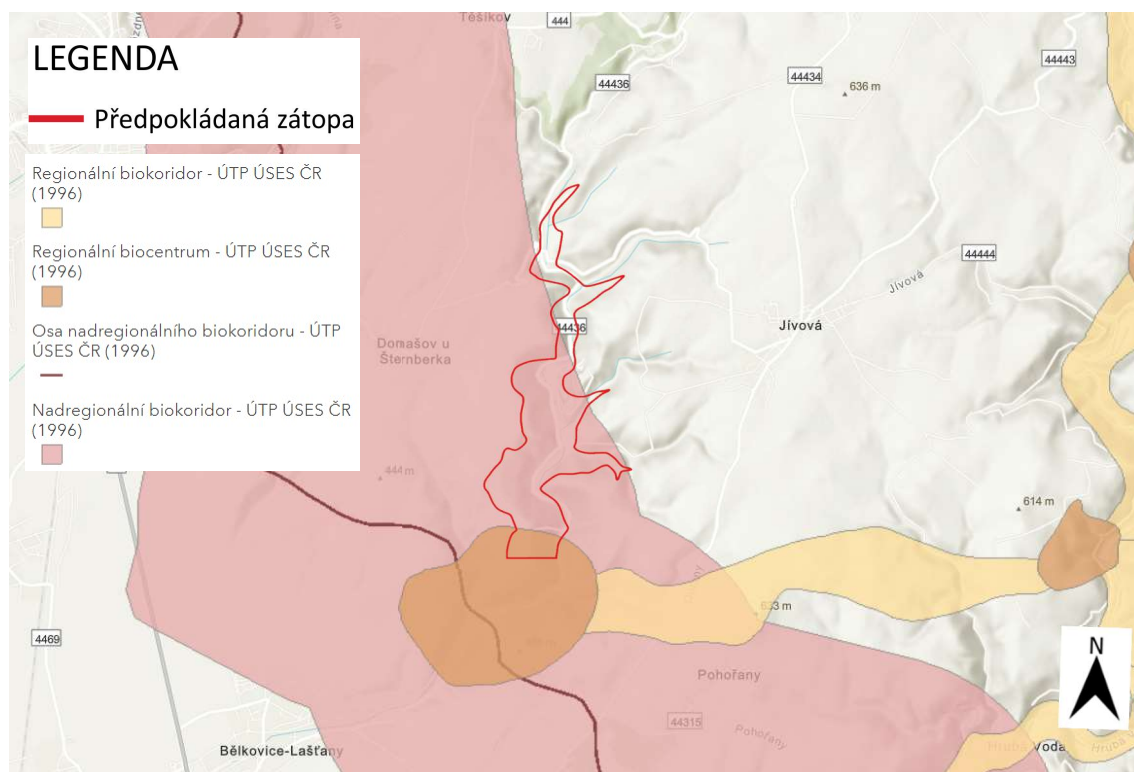 LEGENDA
Předpokládaná zátopa
Regionální biokoridor - ÚTP ÚSES ČR
(1996)
Regionální biocentrum - ÚTP ÚSES ČR
(1996)
Osa nadregionálního biokoridoru - ÚTP
ÚSES ČR (1996)
Nadregionální biokoridor - ÚTP ÚSES ČR
(1996)
Těšíkov
444
44443
44434
636 m
44436
44444
Jívová
Jívová
44436
Domašov u
Šternberka
444 m
614 m
4469
N
Pohořany
44315
Pohořany
Bělkovice-Lašťany
Hrubá Voda